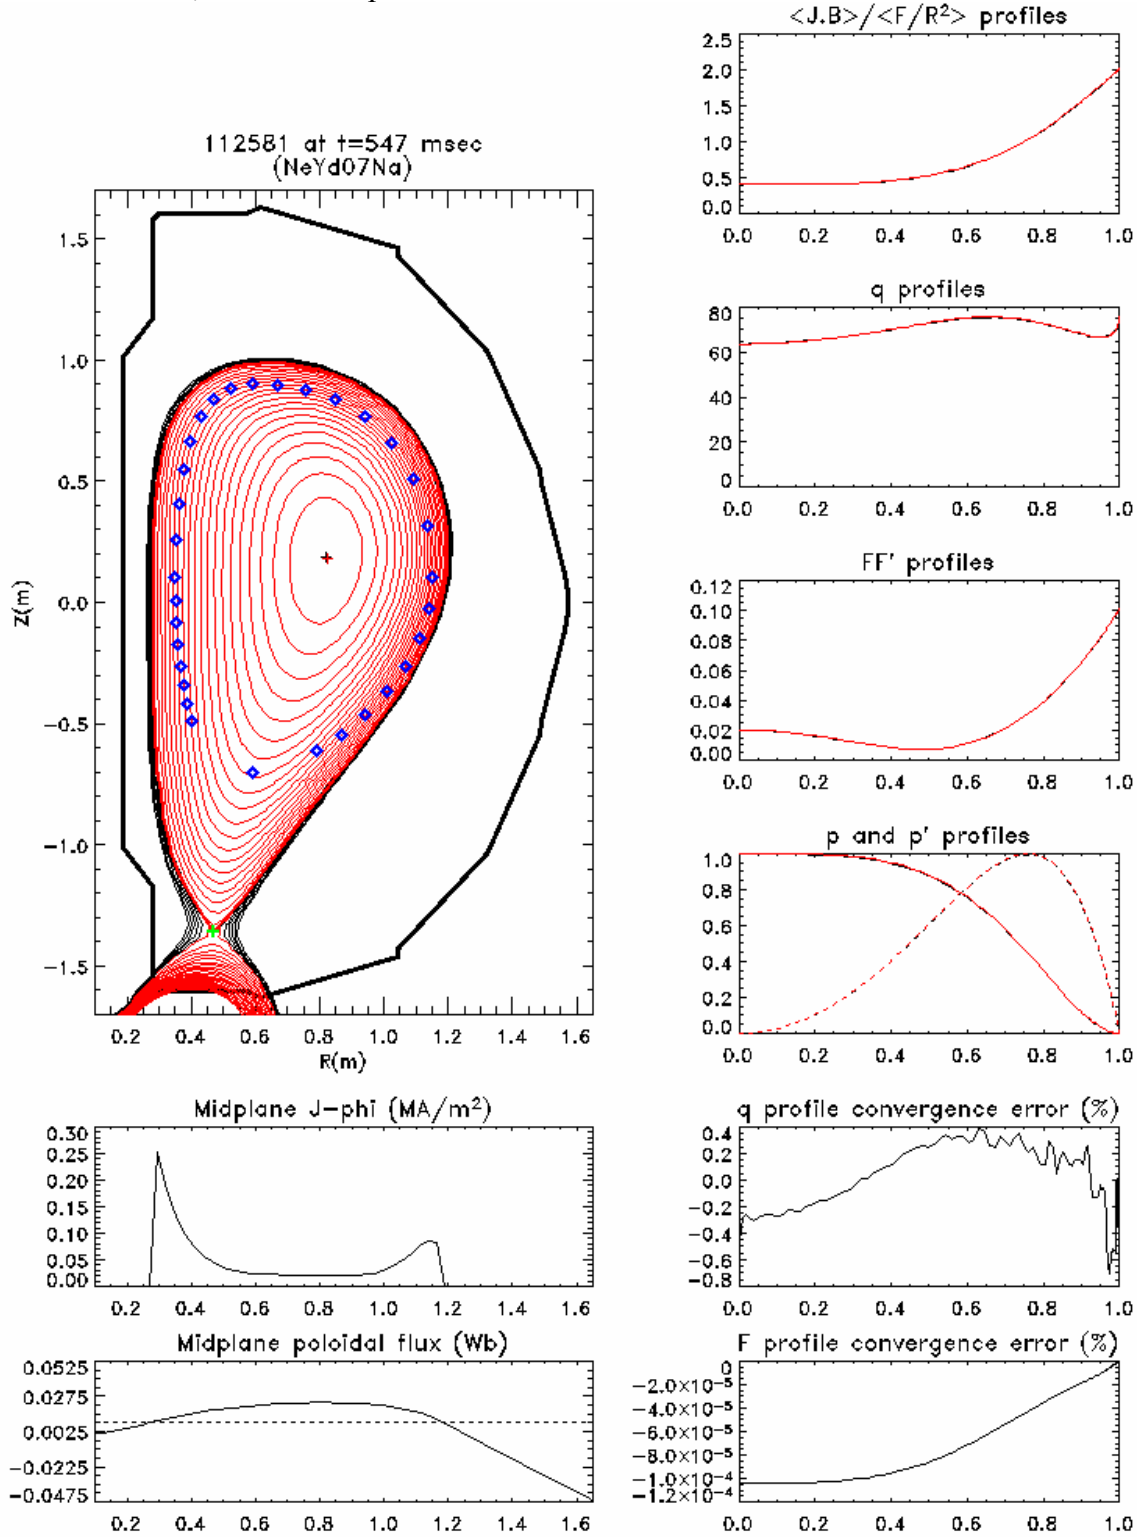 <J.B>/<F/R²> profiles
2.5
2.0
1.5
1.0
0.5
0.0
0.0 0.2 0.4 0.6 0.8 1.0
112581 at t=547 msec
(NeYd07Na)
1.5
1.0
0.5
0.0
−0.5
−1.0
−1.5
Z(m)
0.2 0.4 0.6 0.8 1.0 1.2 1.4 1.6
R(m)
q profiles
80
60
40
20
0
0.0 0.2 0.4 0.6 0.8 1.0
FF' profiles
0.12
0.10
0.08
0.06
0.04
0.02
0.00
0.0 0.2 0.4 0.6 0.8 1.0
p and p' profiles
1.0
0.8
0.6
0.4
0.2
0.0
0.0 0.2 0.4 0.6 0.8 1.0
Midplane J-phi (MA/m²)
0.30
0.25
0.20
0.15
0.10
0.05
0.00
0.2 0.4 0.6 0.8 1.0 1.2 1.4 1.6
q profile convergence error (%)
0.4
0.2
0.0
−0.2
−0.4
−0.6
−0.8
0.0 0.2 0.4 0.6 0.8 1.0
Midplane poloidal flux (Wb)
0.0525
0.0275
0.0025
−0.0225
−0.0475
0.2 0.4 0.6 0.8 1.0 1.2 1.4 1.6
F profile convergence error (%)
0
−2.0×10⁻⁵
−4.0×10⁻⁵
−6.0×10⁻⁵
−8.0×10⁻⁵
−1.0×10⁻⁴
−1.2×10⁻⁴
0.0 0.2 0.4 0.6 0.8 1.0